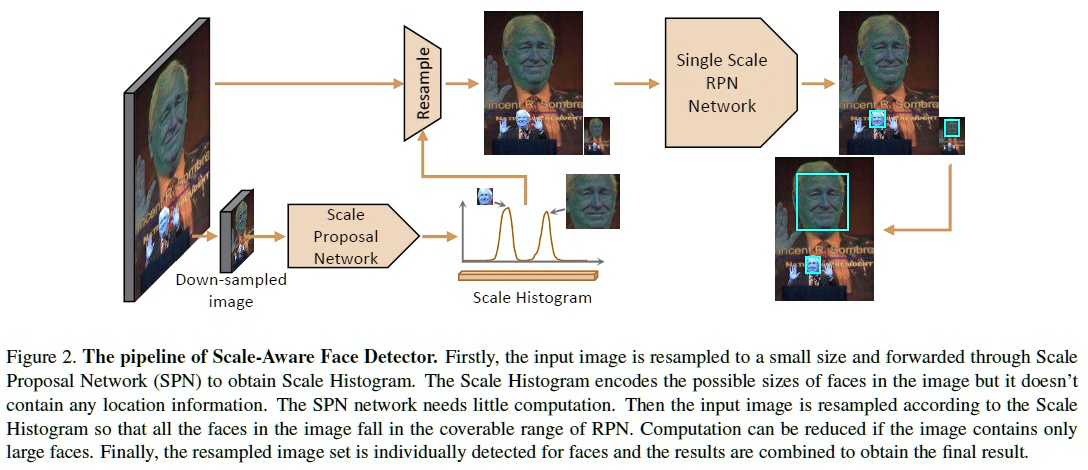 Resample
Single Scale
RPN
Network
Scale
Proposal
Network
Down-sampled
image
Scale Histogram
Figure 2. The pipeline of Scale-Aware Face Detector. Firstly, the input image is resampled to a small size and forwarded through Scale
Proposal Network (SPN) to obtain Scale Histogram. The Scale Histogram encodes the possible sizes of faces in the image but it doesn't
contain any location information. The SPN network needs little computation. Then the input image is resampled according to the Scale
Histogram so that all the faces in the image fall in the coverable range of RPN. Computation can be reduced if the image contains only
large faces. Finally, the resampled image set is individually detected for faces and the results are combined to obtain the final result.